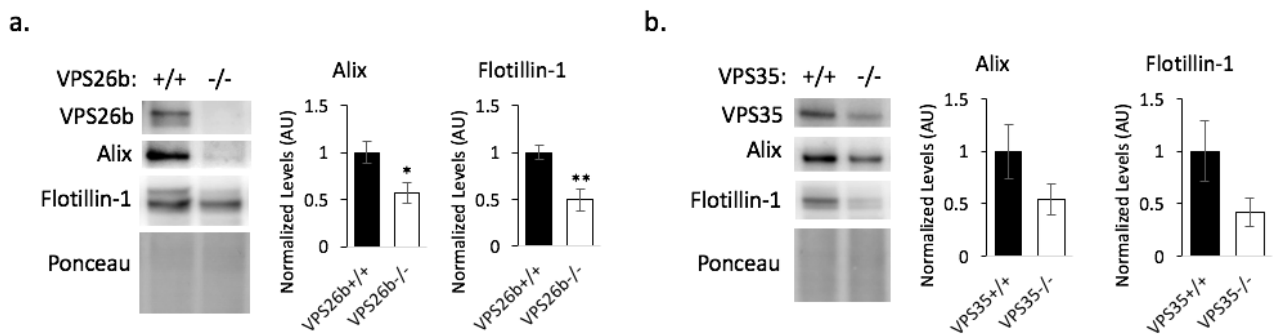 a.
VPS26b: +/+ -/-
VPS26b
Alix
Flotillin-1
Ponceau
Alix
Normalized Levels (AU)
1.5
1
0.5
0
*
VPS26b+/+
VPS26b-/-
Flotillin-1
Normalized Levels (AU)
1.5
1
0.5
0
**
VPS26b+/+
VPS26b-/-
b.
VPS35: +/+ -/-
VPS35
Alix
Flotillin-1
Ponceau
Alix
Normalized Levels (AU)
1.5
1
0.5
0
VPS35+/+
VPS35-/-
Flotillin-1
Normalized Levels (AU)
1.5
1
0.5
0
VPS35+/+
VPS35-/-